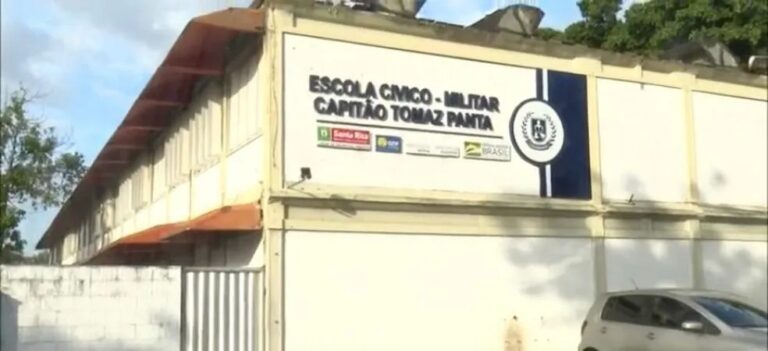 ESCOLA CIVICO - MILITAR
CAPITÃO TOMAZ PANTA
Santa Rita
BRASIL